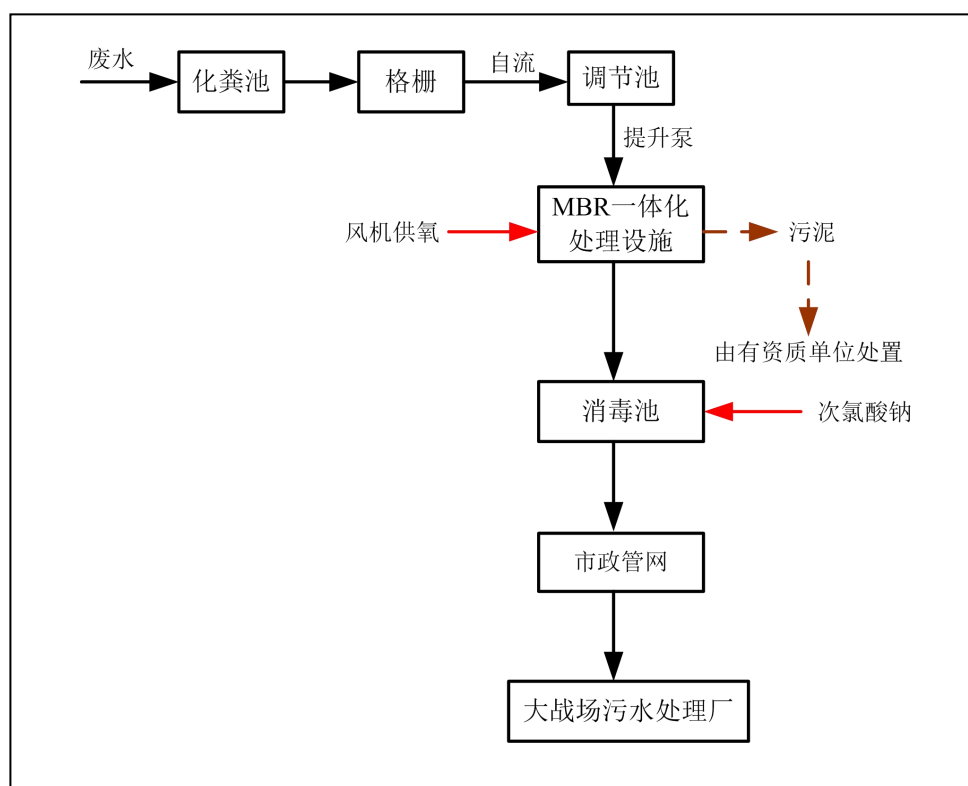 废水
化粪池
格栅
自流
调节池
提升泵
MBR一体化
处理设施
风机供氧
污泥
由有资质单位处置
消毒池
次氯酸钠
市政管网
大战场污水处理厂